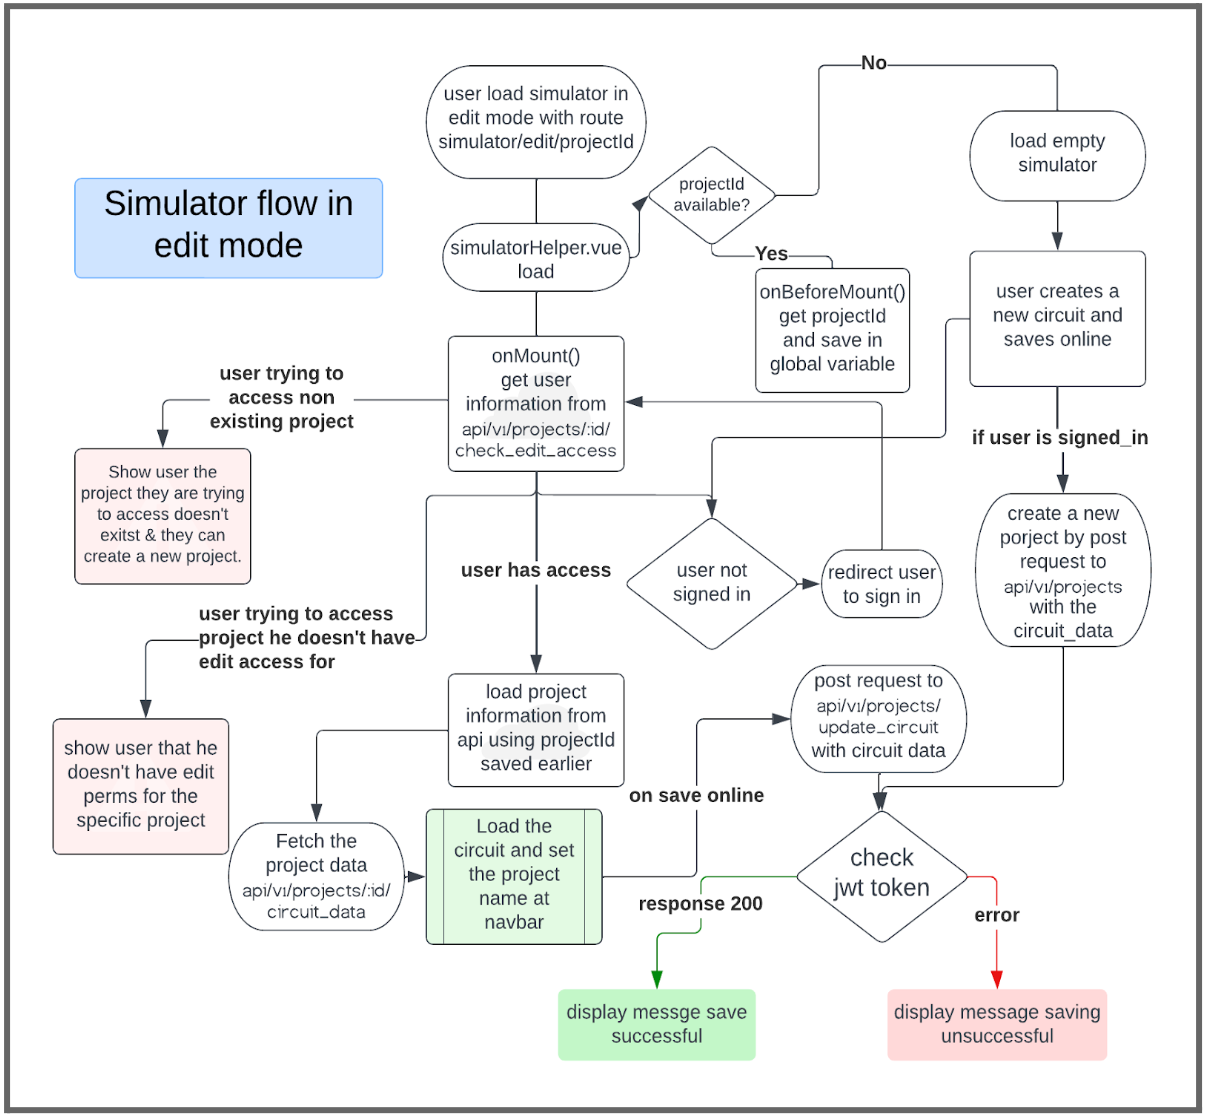 Simulator flow in
edit mode
user load simulator in
edit mode with route
simulator/edit/projectId
No
projectId
available?
load empty
simulator
simulatorHelper.vue
load
Yes
onBeforeMount()
get projectId
and save in
global variable
user creates a
new circuit and
saves online
onMount()
get user
information from
api/v1/projects/:id/
check_edit_access
user trying to
access non
existing project
if user is signed_in
Show user the
project they are trying
to access doesn't
exitst & they can
create a new project.
user has access
user not
signed in
redirect user
to sign in
create a new
porject by post
request to
api/v1/projects
with the
circuit_data
user trying to access
project he doesn't have
edit access for
load project
information from
api using projectId
saved earlier
post request to
api/v1/projects/
update_circuit
with circuit data
show user that he
doesn't have edit
perms for the
specific project
on save online
Fetch the
project data
api/v1/projects/:id/
circuit_data
Load the
circuit and set
the project
name at
navbar
check
jwt token
response 200
error
display messge save
successful
display message saving
unsuccessful